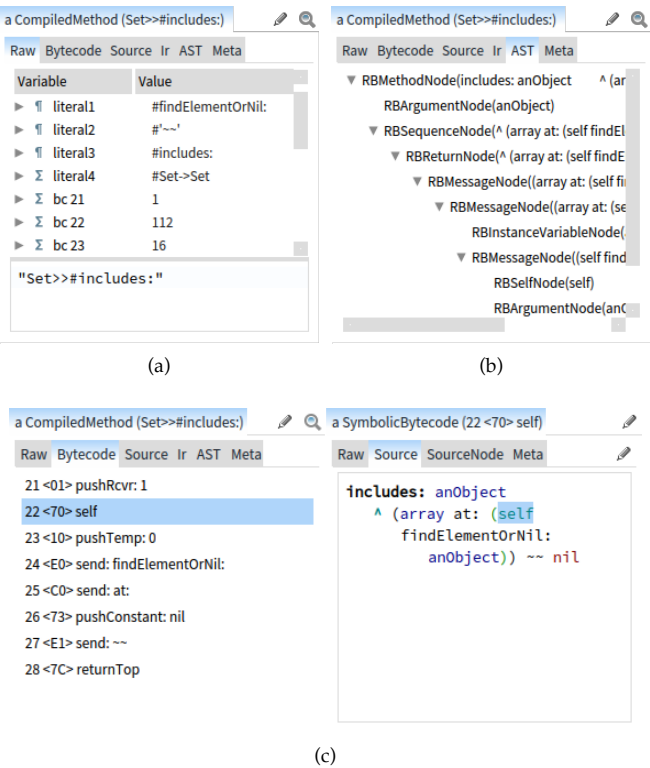 a CompiledMethod (Set>>#includes:)
Raw Bytecode Source Ir AST Meta
Variable Value
▶ ¶ literal1 #findElementOrNil:
▶ ¶ literal2 #'~~'
▶ ¶ literal3 #includes:
▶ Σ literal4 #Set->Set
▶ Σ bc 21 1
▶ Σ bc 22 112
▶ Σ bc 23 16
"Set>>#includes:"
(a)
a CompiledMethod (Set>>#includes:)
Raw Bytecode Source Ir AST Meta
▼ RBMethodNode(includes: anObject ^ (ar
RBArgumentNode(anObject)
▼ RBSequenceNode(^ (array at: (self findEl
▼ RBReturnNode(^ (array at: (self findE
▼ RBMessageNode((array at: (self fi
▼ RBMessageNode((array at: (se
RBInstanceVariableNode(
▼ RBMessageNode((self find
RBSelfNode(self)
RBArgumentNode(an
(b)
a CompiledMethod (Set>>#includes:)
Raw Bytecode Source Ir AST Meta
21 <01> pushRcvr: 1
22 <70> self
23 <10> pushTemp: 0
24 <E0> send: findElementOrNil:
25 <C0> send: at:
26 <73> pushConstant: nil
27 <E1> send: ~~
28 <7C> returnTop
a SymbolicBytecode (22 <70> self)
Raw Source SourceNode Meta
includes: anObject
^ (array at: (self
findElementOrNil:
anObject)) ~~ nil
(c)